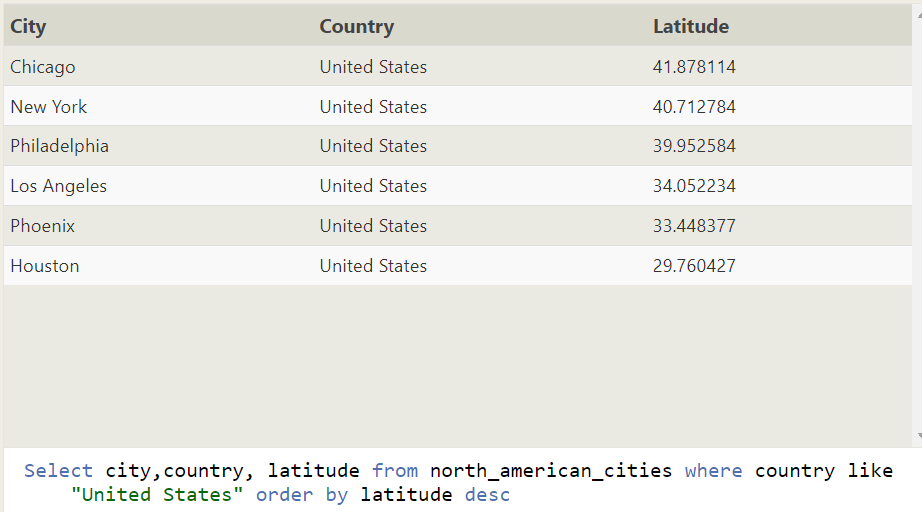 City Country Latitude
Chicago United States 41.878114
New York United States 40.712784
Philadelphia United States 39.952584
Los Angeles United States 34.052234
Phoenix United States 33.448377
Houston United States 29.760427
Select city,country, latitude from north_american_cities where country like
"United States" order by latitude desc